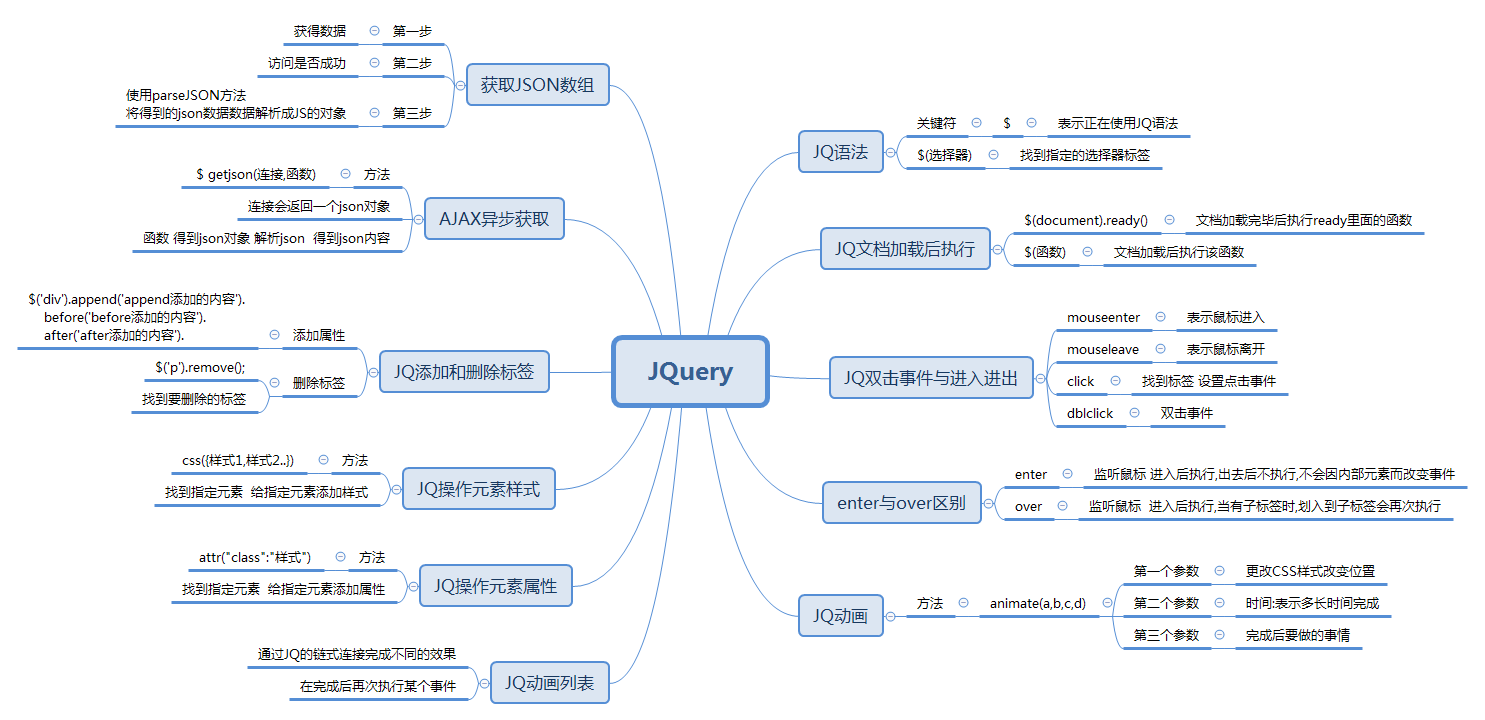 JQuery
JQ语法
关键符
$
表示正在使用JQ语法
$(选择器)
找到指定的选择器标签
JQ文档加载后执行
$(document).ready()
文档加载完毕后执行ready里面的函数
$(函数)
文档加载后执行该函数
JQ双击事件与进入进出
mouseenter
表示鼠标进入
mouseleave
表示鼠标离开
click
找到标签 设置点击事件
dblclick
双击事件
enter与over区别
enter
监听鼠标 进入后执行,出去后不执行,不会因内部元素而改变事件
over
监听鼠标 进入后执行,当有子标签时,划入到子标签会再次执行
JQ动画
方法
animate(a,b,c,d)
第一个参数
更改CSS样式改变位置
第二个参数
时间:表示多长时间完成
第三个参数
完成后要做的事情
获取JSON数组
第一步
获得数据
第二步
访问是否成功
第三步
使用parseJSON方法
将得到的json数据数据解析成JS的对象
AJAX异步获取
方法
$ getjson(连接,函数)
连接会返回一个json对象
函数 得到json对象 解析json 得到json内容
JQ添加和删除标签
添加属性
$('div').append('append添加的内容').
before('before添加的内容').
after('after添加的内容').
删除标签
$('p').remove();
找到要删除的标签
JQ操作元素样式
方法
css({样式1,样式2..})
找到指定元素 给指定元素添加样式
JQ操作元素属性
方法
attr("class":"样式")
找到指定元素 给指定元素添加属性
JQ动画列表
通过JQ的链式连接完成不同的效果
在完成后再次执行某个事件